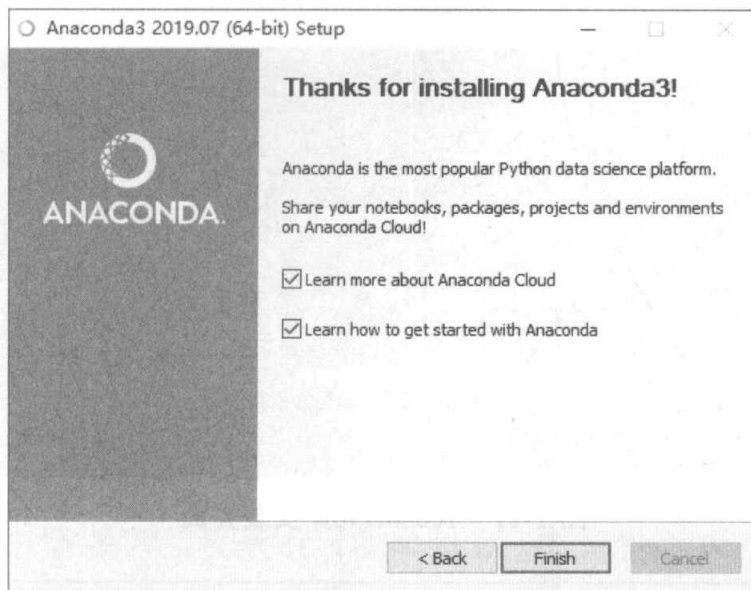 Anaconda3 2019.07 (64-bit) Setup
Thanks for installing Anaconda3!
ANACONDA.
Anaconda is the most popular Python data science platform.
Share your notebooks, packages, projects and environments
on Anaconda Cloud!
Learn more about Anaconda Cloud
Learn how to get started with Anaconda
< Back
Finish
Cancel